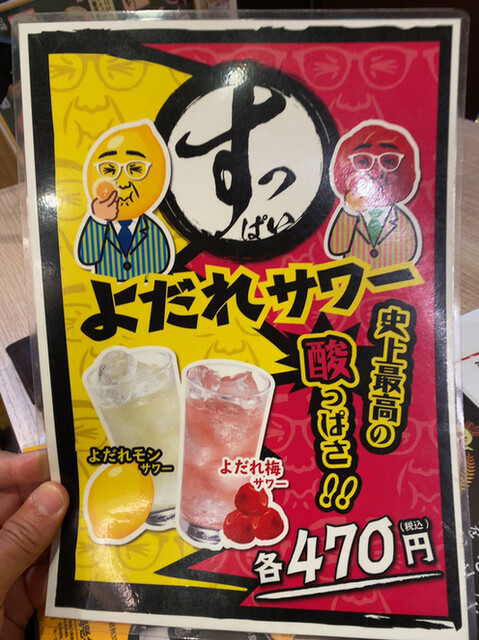 すっぱい
よだれサワー
史上最高の
酸っぱさ!!
よだれモン
サワー
よだれ梅
サワー
各470円
(税込)